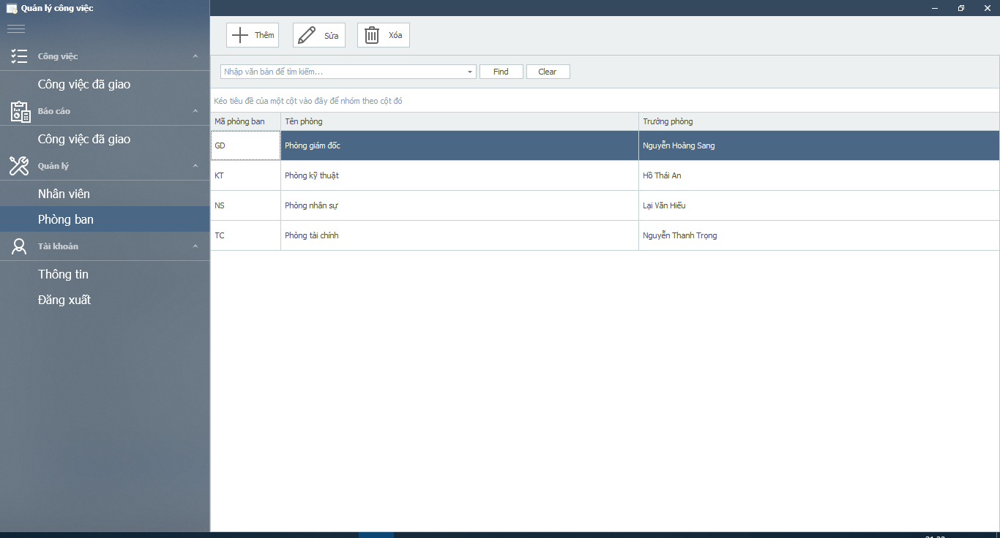 Quản lý công việc
Thêm
Sửa
Xóa
Công việc
Công việc đã giao
Báo cáo
Công việc đã giao
Quản lý
Nhân viên
Phòng ban
Tài khoản
Thông tin
Đăng xuất
Nhập văn bản để tìm kiếm...
Find
Clear
Kéo tiêu đề của một cột vào đây để nhóm theo cột đó
Mã phòng ban Tên phòng Trưởng phòng
GD Phòng giám đốc Nguyễn Hoàng Sang
KT Phòng kỹ thuật Hồ Thái An
NS Phòng nhân sự Lại Văn Hiếu
TC Phòng tài chính Nguyễn Thanh Trọng